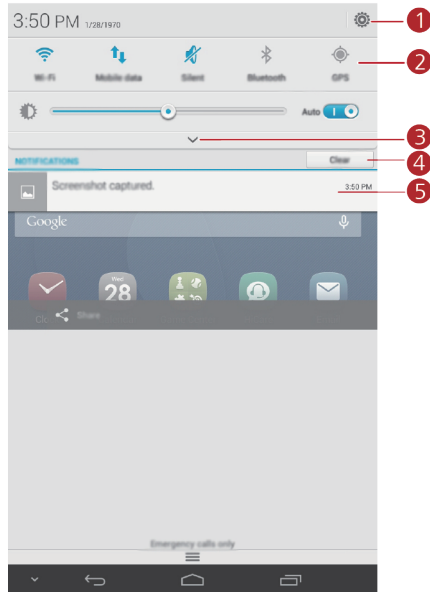 3:50 PM 1/28/1970
1
2
Wi-Fi Mobile data Silent Bluetooth GPS
Auto
3
NOTIFICATIONS Clear
4
Screenshot captured. 3:50 PM
5
Google
Wed
28
Share
Emergency calls only